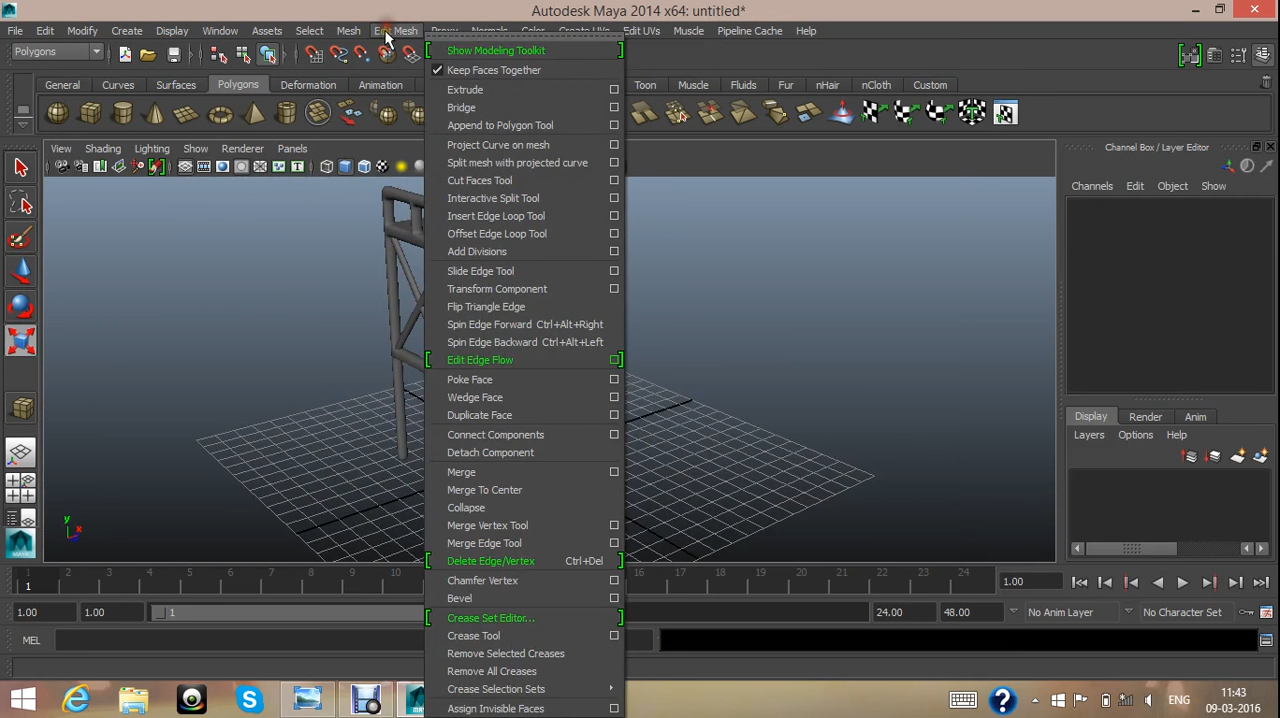 Autodesk Maya 2014 x64: untitled*
File Edit Modify Create Display Window Assets Select Mesh Edit Mesh Proxy Normals Color Create UVs Edit UVs Muscle Pipeline Cache Help
Polygons
Show Modeling Toolkit
Keep Faces Together
Extrude
Bridge
Append to Polygon Tool
Project Curve on mesh
Split mesh with projected curve
Cut Faces Tool
Interactive Split Tool
Insert Edge Loop Tool
Offset Edge Loop Tool
Add Divisions
Slide Edge Tool
Transform Component
Flip Triangle Edge
Spin Edge Forward Ctrl+Alt+Right
Spin Edge Backward Ctrl+Alt+Left
Edit Edge Flow
Poke Face
Wedge Face
Duplicate Face
Connect Components
Detach Component
Merge
Merge To Center
Collapse
Merge Vertex Tool
Merge Edge Tool
Delete Edge/Vertex Ctrl+Del
Chamfer Vertex
Bevel
Crease Set Editor...
Crease Tool
Remove Selected Creases
Remove All Creases
Crease Selection Sets
Assign Invisible Faces
General Curves Surfaces Polygons Deformation Animation Toon Muscle Fluids Fur nHair nCloth Custom
View Shading Lighting Show Renderer Panels
Channel Box / Layer Editor
Channels Edit Object Show
Display Render Anim
Layers Options Help
y
x
1 2 3 4 5 6 7 8 9 10 16 17 18 19 20 21 22 23 24
1
1.00
1.00 1.00 1 24.00 48.00 No Anim Layer No Character Set
MEL
ENG
11:43
09-03-2016